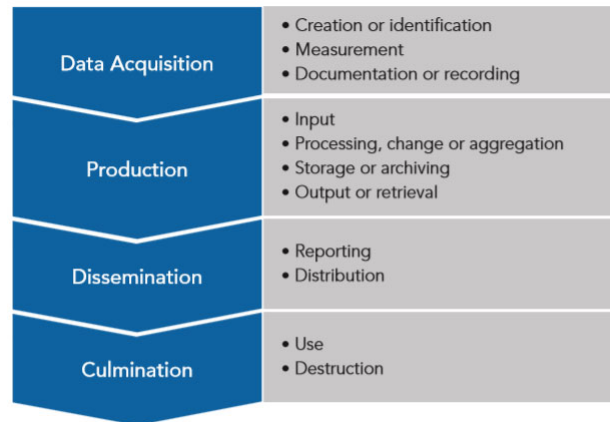 Data Acquisition
• Creation or identification
• Measurement
• Documentation or recording
Production
• Input
• Processing, change or aggregation
• Storage or archiving
• Output or retrieval
Dissemination
• Reporting
• Distribution
Culmination
• Use
• Destruction